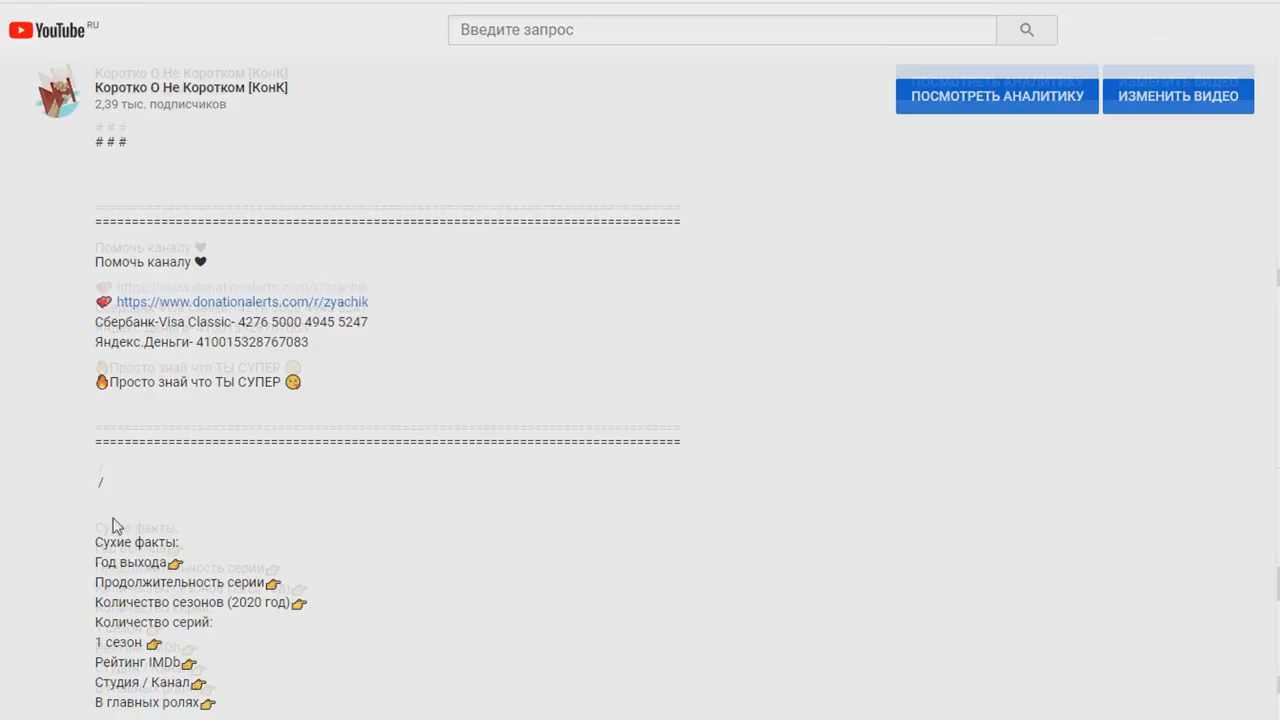 YouTube RU
Введите запрос
Коротко О Не Коротком [КонК]
2,39 тыс. подписчиков
ПОСМОТРЕТЬ АНАЛИТИКУ
ИЗМЕНИТЬ ВИДЕО
# # #
================================================================================
Помочь каналу 🖤
💕 https://www.donationalerts.com/r/zyachik
Сбербанк-Visa Classic- 4276 5000 4945 5247
Яндекс.Деньги- 410015328767083
🔥Просто знай что ТЫ СУПЕР 😘
================================================================================
/
Сухие факты:
Год выхода👉
Продолжительность серии👉
Количество сезонов (2020 год)👉
Количество серий:
1 сезон 👉
Рейтинг IMDb👉
Студия / Канал👉
В главных ролях👉